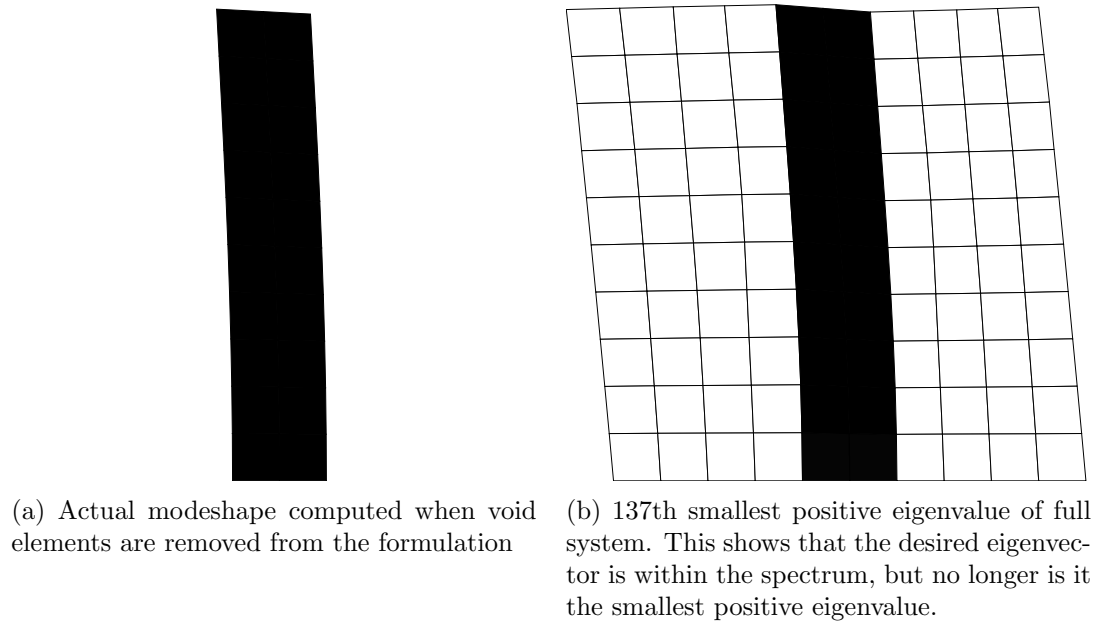 (a) Actual modeshape computed when void
elements are removed from the formulation
(b) 137th smallest positive eigenvalue of full
system. This shows that the desired eigenvec-
tor is within the spectrum, but no longer is it
the smallest positive eigenvalue.